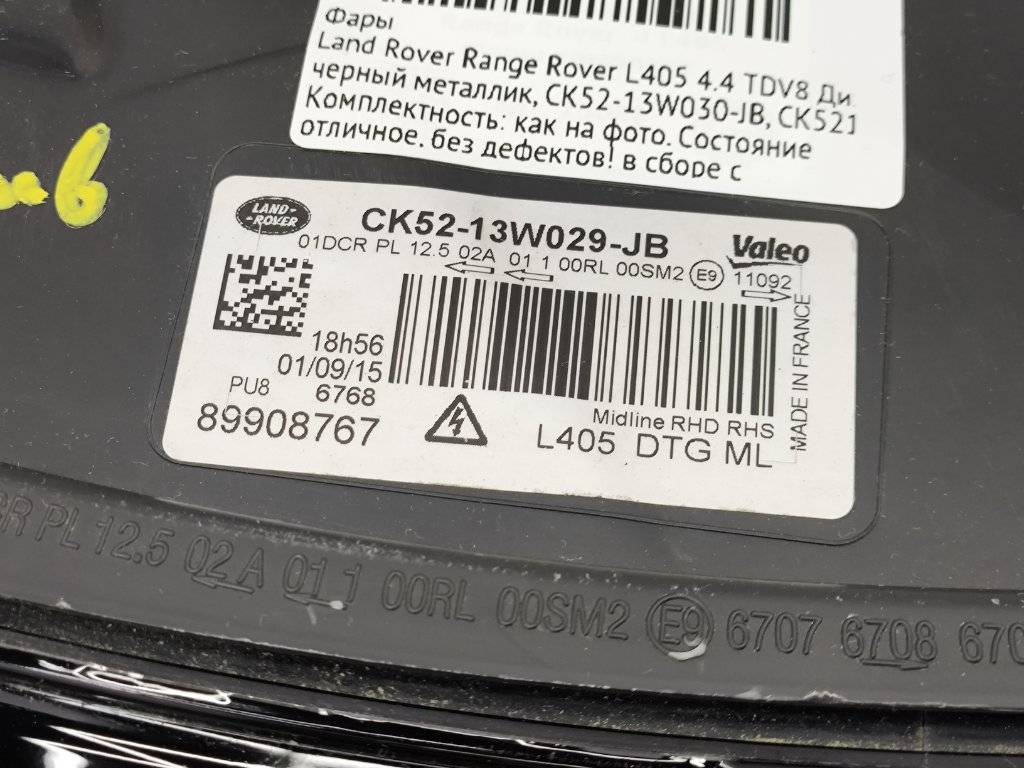 Фары
Land Rover Range Rover L405 4.4 TDV8 Ди
черный металлик, CK52-13W030-JB, CK521
Комплектность: как на фото. Состояние
отличное. без дефектов! в сборе с
-6
LAND-
-ROVER
CK52-13W029-JB
Valeo
01DCR PL 12.5 02A 01 1 00RL 00SM2 E9 11092
18h56
01/09/15
PU8 6768
89908767
Midline RHD RHS
L405 DTG ML
MADE IN FRANCE
CR PL 12.5 02A 01 1 00RL 00SM2 E9 6707 6708 670